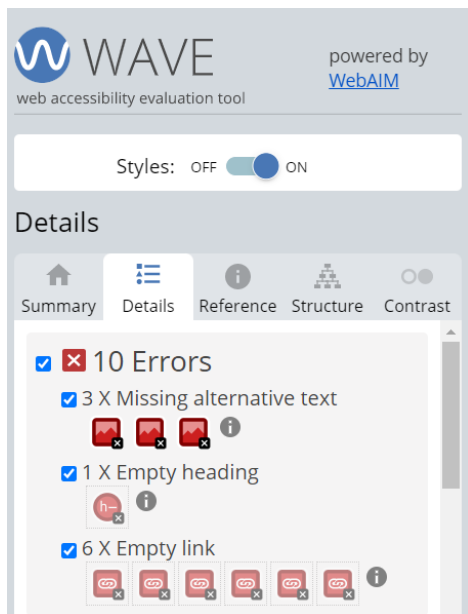 WAVE
powered by
WebAIM
web accessibility evaluation tool
Styles: OFF ON
Details
Summary Details Reference Structure Contrast
10 Errors
3 X Missing alternative text
1 X Empty heading
h–
6 X Empty link